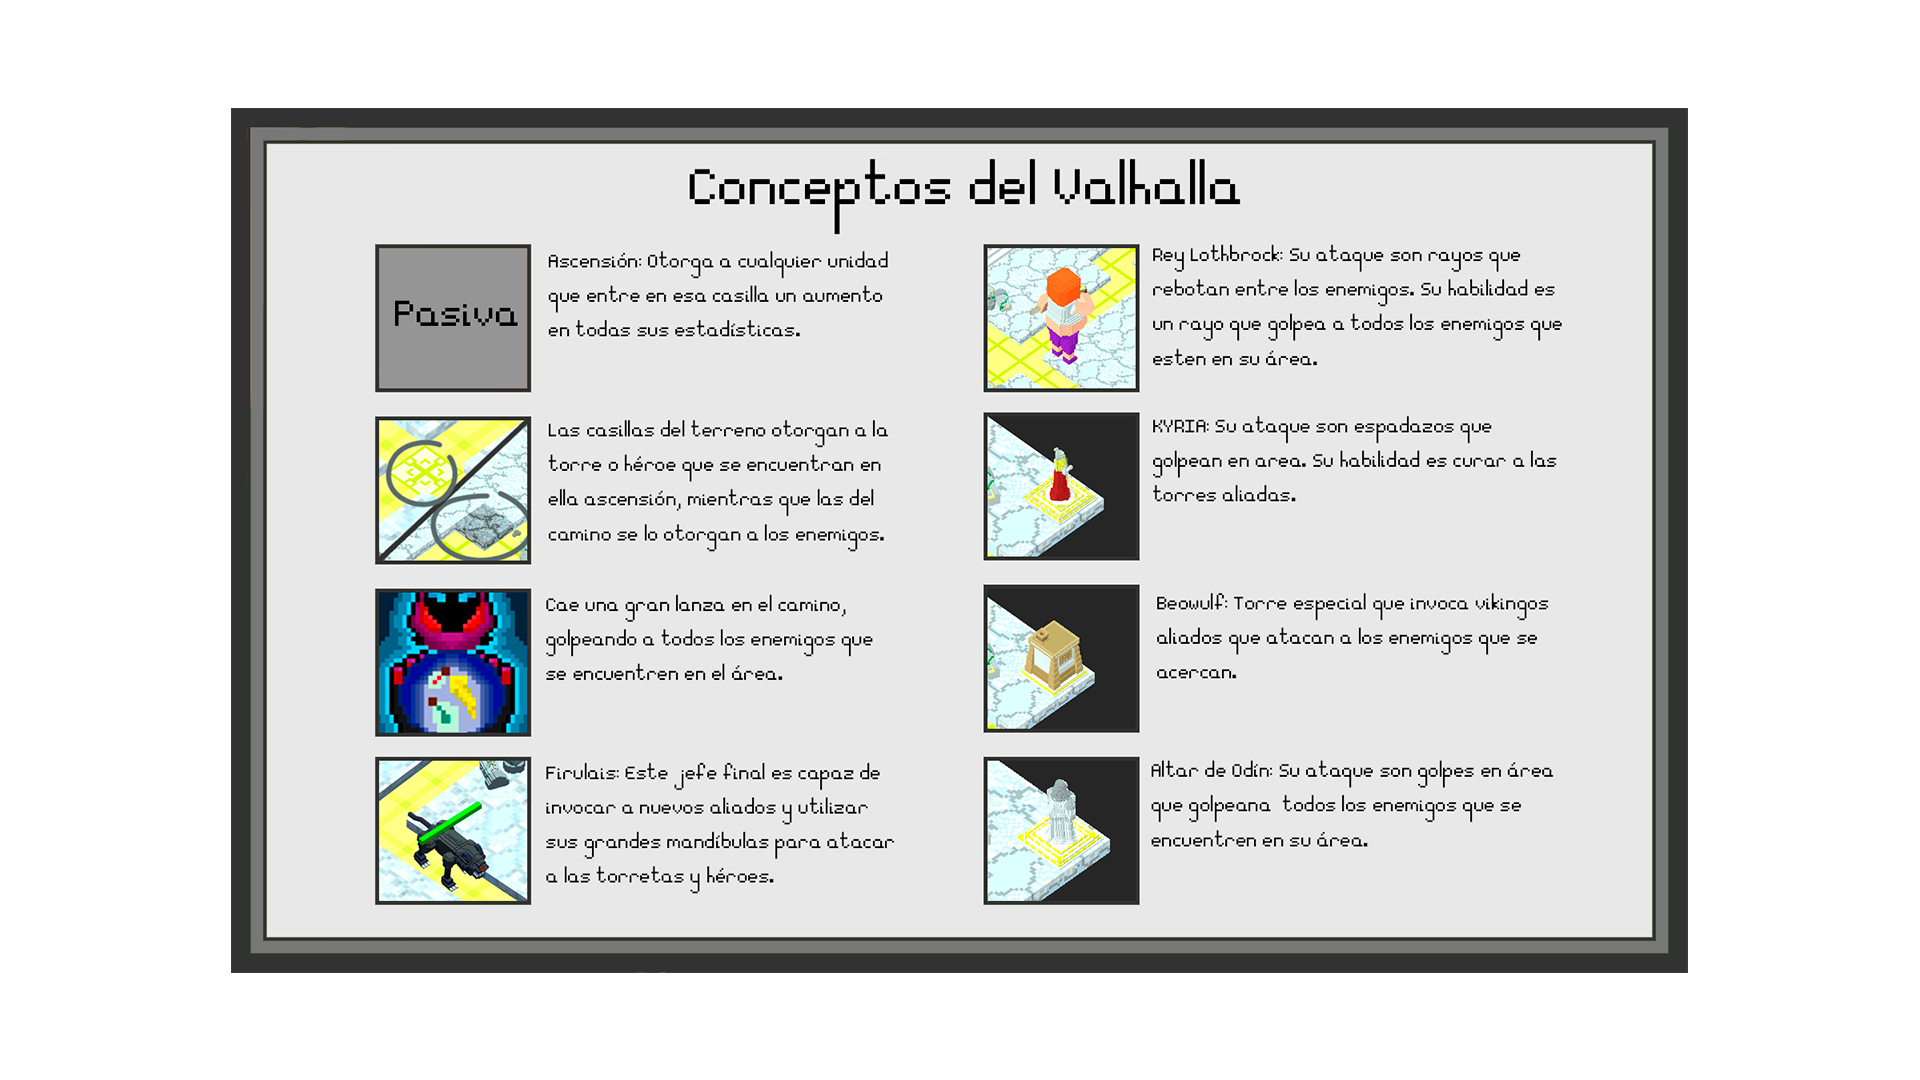 Conceptos del Valhalla
Pasiva
Ascensión: Otorga a cualquier unidad
que entre en esa casilla un aumento
en todas sus estadísticas.
Las casillas del terreno otorgan a la
torre o héroe que se encuentran en
ella ascensión, mientras que las del
camino se lo otorgan a los enemigos.
Cae una gran lanza en el camino,
golpeando a todos los enemigos que
se encuentren en el área.
Firulais: Este jefe final es capaz de
invocar a nuevos aliados y utilizar
sus grandes mandíbulas para atacar
a las torretas y héroes.
Rey Lothbrock: Su ataque son rayos que
rebotan entre los enemigos. Su habilidad es
un rayo que golpea a todos los enemigos que
esten en su área.
KYRIA: Su ataque son espadazos que
golpean en area. Su habilidad es curar a las
torres aliadas.
Beowulf: Torre especial que invoca vikingos
aliados que atacan a los enemigos que se
acercan.
Altar de Odín: Su ataque son golpes en área
que golpeana todos los enemigos que se
encuentren en su área.